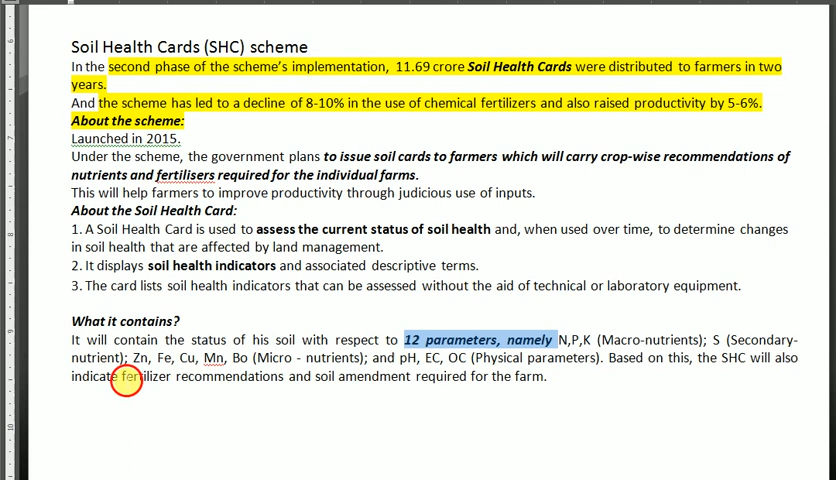 Soil Health Cards (SHC) scheme
In the second phase of the scheme's implementation, 11.69 crore Soil Health Cards were distributed to farmers in two
years.
And the scheme has led to a decline of 8-10% in the use of chemical fertilizers and also raised productivity by 5-6%.
About the scheme:
Launched in 2015.
Under the scheme, the government plans to issue soil cards to farmers which will carry crop-wise recommendations of
nutrients and fertilisers required for the individual farms.
This will help farmers to improve productivity through judicious use of inputs.
About the Soil Health Card:
1. A Soil Health Card is used to assess the current status of soil health and, when used over time, to determine changes
in soil health that are affected by land management.
2. It displays soil health indicators and associated descriptive terms.
3. The card lists soil health indicators that can be assessed without the aid of technical or laboratory equipment.
What it contains?
It will contain the status of his soil with respect to 12 parameters, namely N,P,K (Macro-nutrients); S (Secondary-
nutrient); Zn, Fe, Cu, Mn, Bo (Micro - nutrients); and pH, EC, OC (Physical parameters). Based on this, the SHC will also
indicate fertilizer recommendations and soil amendment required for the farm.
6
7
8
9
10